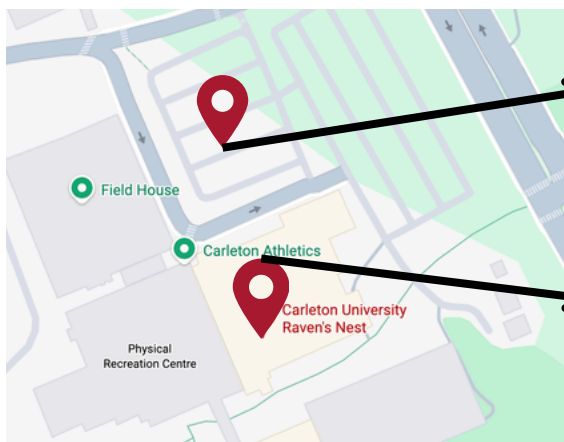 Field House
Carleton Athletics
Carleton University
Raven's Nest
Physical
Recreation Centre